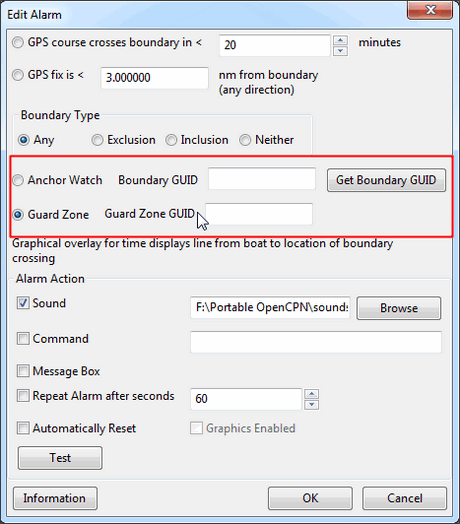 Edit Alarm
GPS course crosses boundary in < 20 minutes
GPS fix is < 3.000000 nm from boundary
(any direction)
Boundary Type
Any Exclusion Inclusion Neither
Anchor Watch Boundary GUID Get Boundary GUID
Guard Zone Guard Zone GUID
Graphical overlay for time displays line from boat to location of boundary
crossing
Alarm Action
Sound F:\Portable OpenCPN\sounds Browse
Command
Message Box
Repeat Alarm after seconds 60
Automatically Reset Graphics Enabled
Test
Information OK Cancel